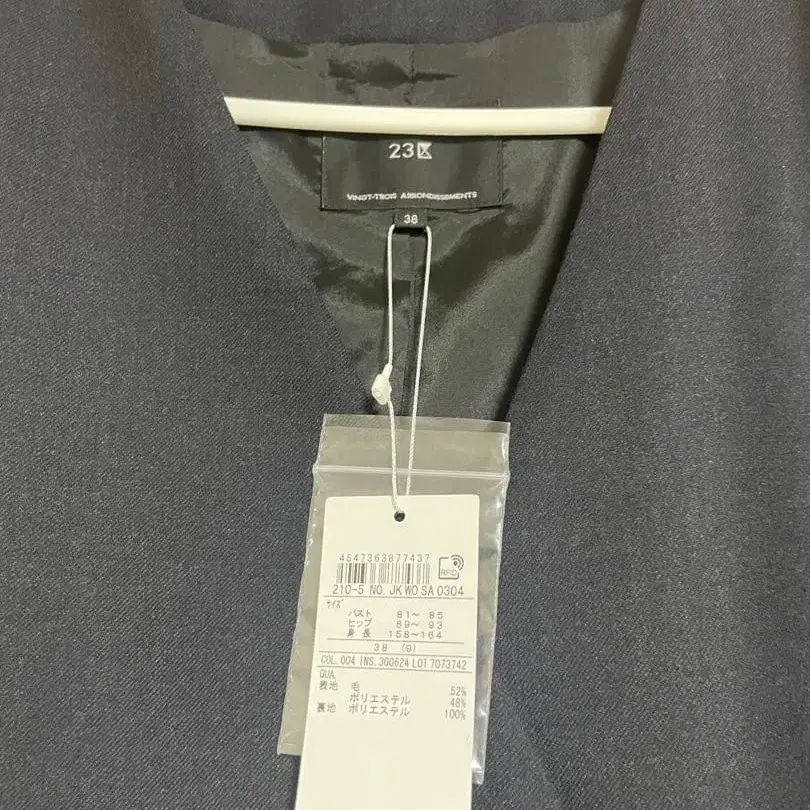 23区
VINGT-TROIS ARRONDISSEMENTS
38
4547363877437
RFID
210-5 NO. JKWOSA0304
サイズ
バスト 81~ 85
ヒップ 89~ 93
身長 158~164
38 (9)
COL. 004 INS. 300624 LOT. 7073742
QUA.
表地 毛 52%
ポリエステル 48%
裏地 ポリエステル 100%